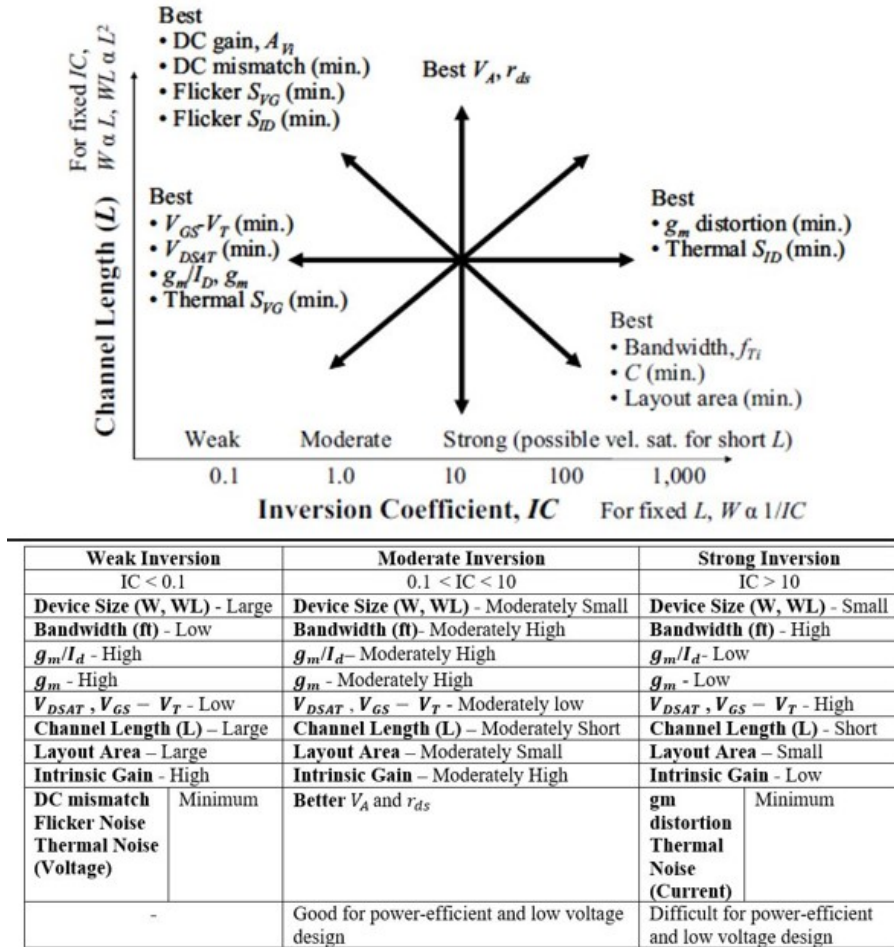 Best
• DC gain, A_Vi
• DC mismatch (min.)
• Flicker S_VG (min.)
• Flicker S_ID (min.)
Best V_A, r_ds
For fixed IC,
W α L, WL α L²
Channel Length (L)
Best
• V_GS-V_T (min.)
• V_DSAT (min.)
• g_m/I_D, g_m
• Thermal S_VG (min.)
Best
• g_m distortion (min.)
• Thermal S_ID (min.)
Best
• Bandwidth, f_Ti
• C (min.)
• Layout area (min.)
Weak Moderate Strong (possible vel. sat. for short L)
0.1 1.0 10 100 1,000
Inversion Coefficient, IC For fixed L, W α 1/IC
Weak Inversion Moderate Inversion Strong Inversion
IC < 0.1 0.1 < IC < 10 IC > 10
Device Size (W, WL) - Large Device Size (W, WL) - Moderately Small Device Size (W, WL) - Small
Bandwidth (ft) - Low Bandwidth (ft)- Moderately High Bandwidth (ft) - High
g_m/I_d - High g_m/I_d– Moderately High g_m/I_d- Low
g_m - High g_m - Moderately High g_m - Low
V_DSAT , V_GS − V_T - Low V_DSAT , V_GS − V_T - Moderately low V_DSAT , V_GS − V_T - High
Channel Length (L) – Large Channel Length (L) – Moderately Short Channel Length (L) - Short
Layout Area – Large Layout Area – Moderately Small Layout Area – Small
Intrinsic Gain - High Intrinsic Gain – Moderately High Intrinsic Gain - Low
DC mismatch Minimum Better V_A and r_ds gm Minimum
Flicker Noise distortion
Thermal Noise Thermal
(Voltage) Noise
(Current)
- Good for power-efficient and low voltage Difficult for power-efficient
design and low voltage design